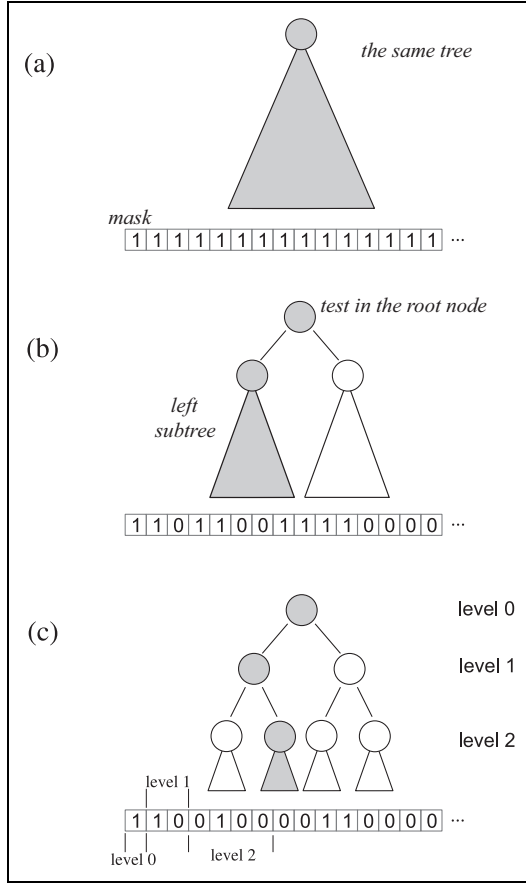 (a)
the same tree
mask
1 1 1 1 1 1 1 1 1 1 1 1 1 1 1 ...
test in the root node
(b)
left
subtree
1 1 0 1 1 0 0 1 1 1 1 0 0 0 0 ...
level 0
(c)
level 1
level 2
level 1
1 1 0 0 1 0 0 0 0 1 1 0 0 0 0 ...
level 0 level 2